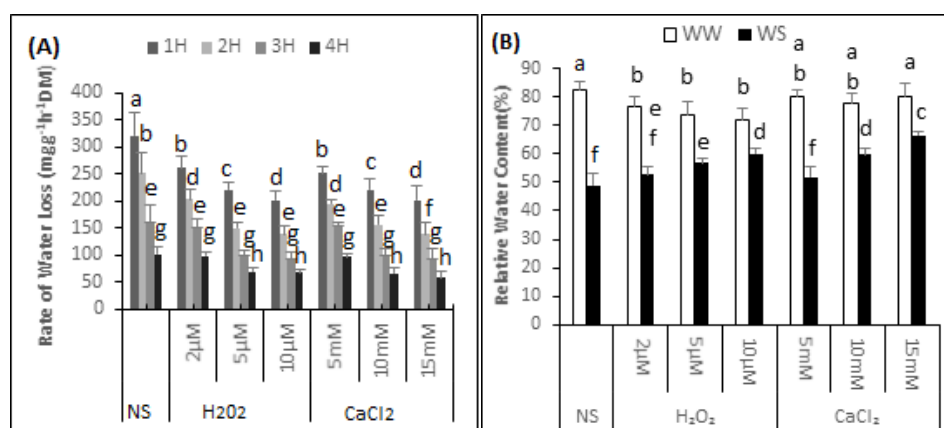 (A)
1H 2H 3H 4H
Rate of Water Loss (mgg⁻¹h⁻¹DM)
400
350
300
250
200
150
100
50
0
a b e g
b d e g
c e g h
d e g h
b d e g
c e g h
d f g h
2µM
5µM
10µM
5mM
10mM
15mM
NS H202 CaCl2
(B)
WW WS
Relative Water Content(%)
90
80
70
60
50
40
30
20
10
0
a f
b e f
b e
b d
a b f
a b d
a c
2µM
5µM
10µM
5mM
10mM
15mM
NS H₂O₂ CaCl₂